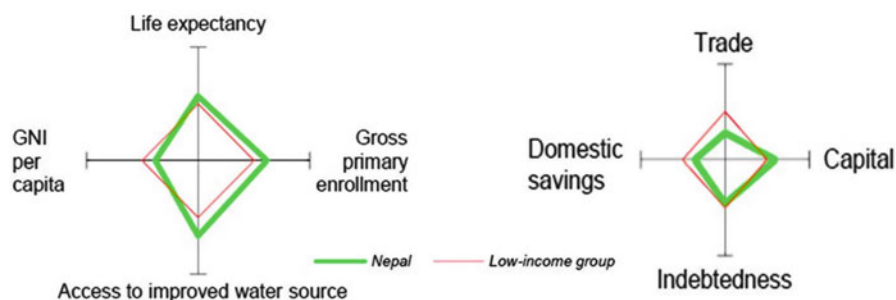 Life expectancy
GNI
per
capita
Gross
primary
enrollment
Access to improved water source
Trade
Domestic
savings
Capital
Indebtedness
Nepal
Low-income group